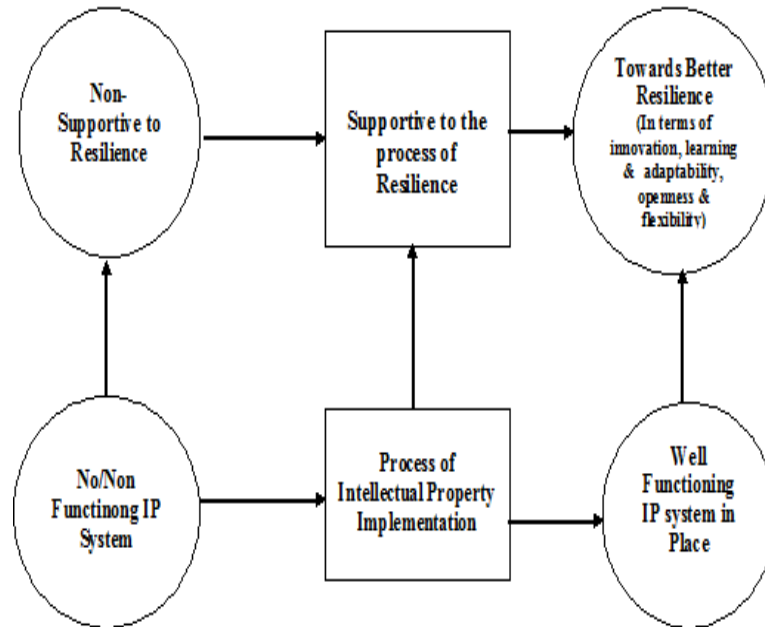 Non-
Supportive to
Resilience
Supportive to the
process of
Resilience
Towards Better
Resilience
(In terms of
innovation, learning
& adaptability,
openness &
flexibility)
No/Non
Functinong IP
System
Process of
Intellectual Property
Implementation
Well
Functioning
IP system in
Place